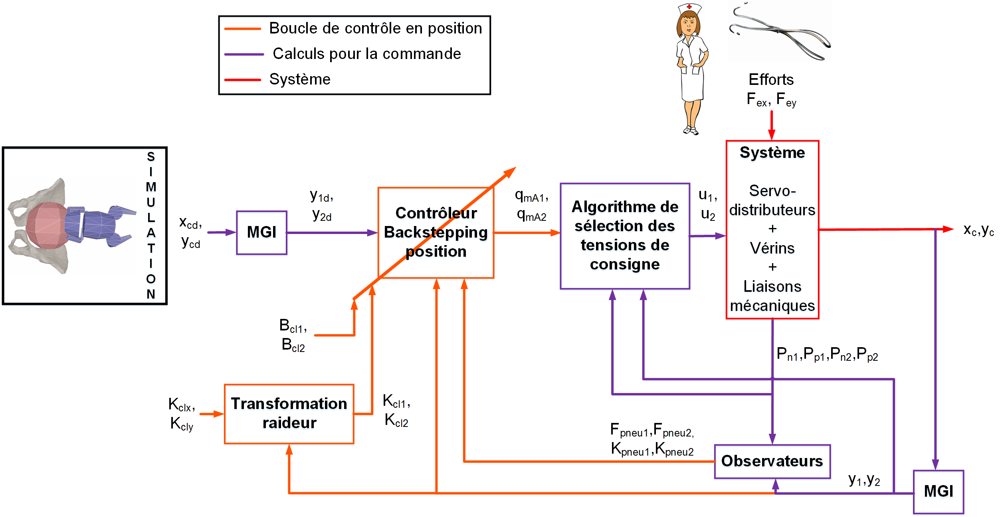 Boucle de contrôle en position
Calculs pour la commande
Système
Efforts
Fex, Fey
SIMULATION
xcd,
ycd
MGI
y1d,
y2d
Contrôleur
Backstepping
position
qmA1,
qmA2
Algorithme de
sélection des
tensions de
consigne
u1,
u2
Système
Servo-
distributeurs
+
Vérins
+
Liaisons
mécaniques
xc,yc
Bcl1,
Bcl2
Pn1,Pp1,Pn2,Pp2
Kclx,
Kcly
Transformation
raideur
Kcl1,
Kcl2
Fpneu1,Fpneu2,
Kpneu1,Kpneu2
Observateurs
y1,y2
MGI